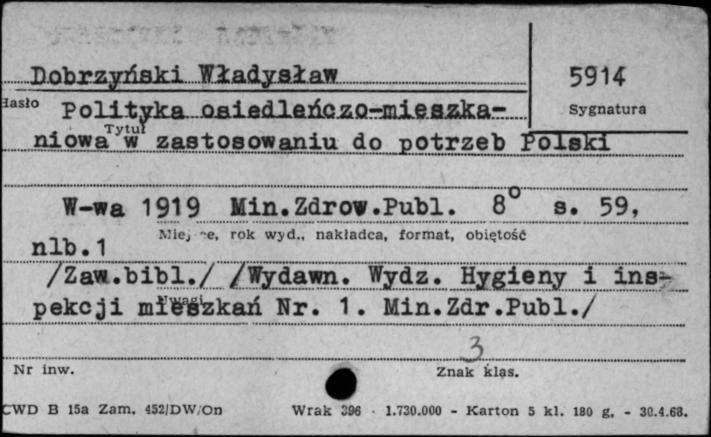 Dobrzyński Władysław
5914
Hasło
Sygnatura
Polityka osiedleńczo-mieszka-
Tytuł
niowa w zastosowaniu do potrzeb Polski
W-wa 1919 Min.Zdrow.Publ. 8° s. 59,
Miejsce, rok wyd., nakładca, format, objętość
nlb.1
/Zaw.bibl./ /Wydawn. Wydz. Hygieny i ins-
Uwagi
pekcji mieszkań Nr. 1. Min.Zdr.Publ./
3
Nr inw.
Znak klas.
CWD B 15a Zam. 452/DW/On
Wrak 396 · 1.730.000 - Karton 5 kl. 180 g. - 30.4.68.